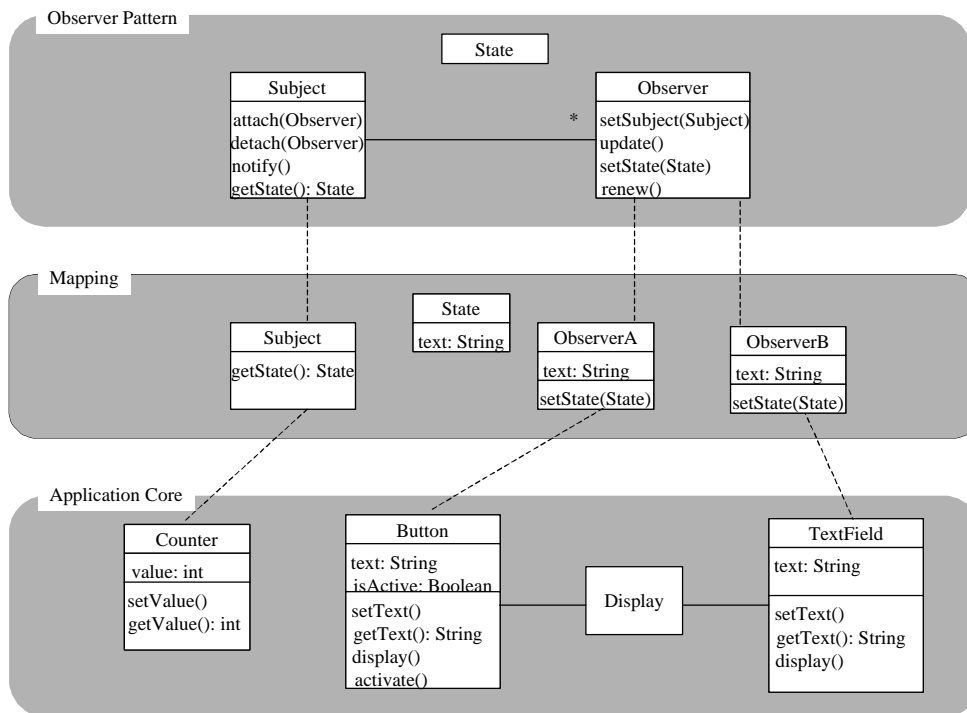 Observer Pattern
State
Subject
attach(Observer)
detach(Observer)
notify()
getState(): State
*
Observer
setSubject(Subject)
update()
setState(State)
renew()
Mapping
Subject
getState(): State
State
text: String
ObserverA
text: String
setState(State)
ObserverB
text: String
setState(State)
Application Core
Counter
value: int
setValue()
getValue(): int
Button
text: String
isActive: Boolean
setText()
getText(): String
display()
activate()
Display
TextField
text: String
setText()
getText(): String
display()